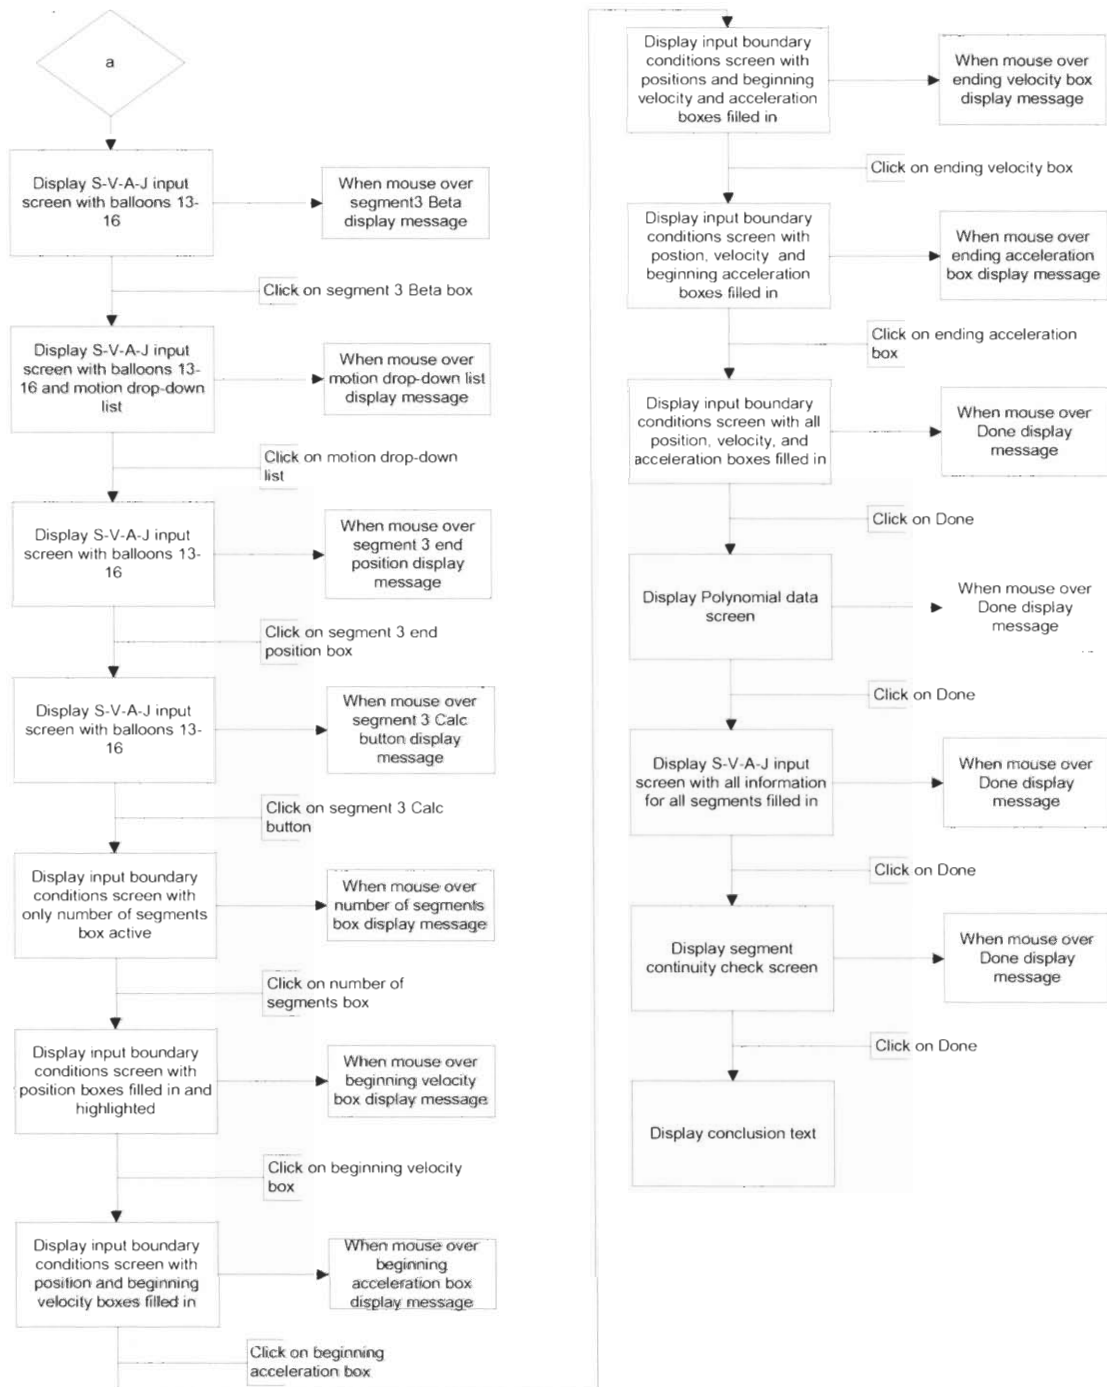 a
Display S-V-A-J input
screen with balloons 13-
16
When mouse over
segment3 Beta
display message
Click on segment 3 Beta box
Display S-V-A-J input
screen with balloons 13-
16 and motion drop-down
list
When mouse over
motion drop-down list
display message
Click on motion drop-down
list
Display S-V-A-J input
screen with balloons 13-
16
When mouse over
segment 3 end
position display
message
Click on segment 3 end
position box
Display S-V-A-J input
screen with balloons 13-
16
When mouse over
segment 3 Calc
button display
message
Click on segment 3 Calc
button
Display input boundary
conditions screen with
only number of segments
box active
When mouse over
number of segments
box display message
Click on number of
segments box
Display input boundary
conditions screen with
position boxes filled in and
highlighted
When mouse over
beginning velocity
box display message
Click on beginning velocity
box
Display input boundary
conditions screen with
position and beginning
velocity boxes filled in
When mouse over
beginning
acceleration box
display message
Click on beginning
acceleration box
Display input boundary
conditions screen with
positions and beginning
velocity and acceleration
boxes filled in
When mouse over
ending velocity box
display message
Click on ending velocity box
Display input boundary
conditions screen with
postion, velocity and
beginning acceleration
boxes filled in
When mouse over
ending acceleration
box display message
Click on ending acceleration
box
Display input boundary
conditions screen with all
position, velocity, and
acceleration boxes filled in
When mouse over
Done display
message
Click on Done
Display Polynomial data
screen
When mouse over
Done display
message
Click on Done
Display S-V-A-J input
screen with all information
for all segments filled in
When mouse over
Done display
message
Click on Done
Display segment
continuity check screen
When mouse over
Done display
message
Click on Done
Display conclusion text